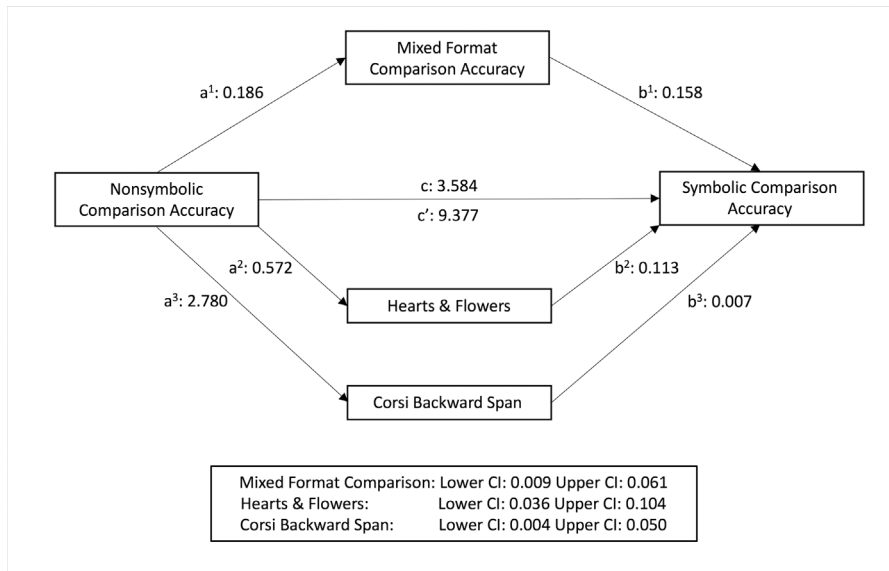 Mixed Format
Comparison Accuracy
a¹: 0.186
b¹: 0.158
Nonsymbolic
Comparison Accuracy
c: 3.584
c’: 9.377
Symbolic Comparison
Accuracy
a²: 0.572
b²: 0.113
a³: 2.780
b³: 0.007
Hearts & Flowers
Corsi Backward Span
Mixed Format Comparison: Lower CI: 0.009 Upper CI: 0.061
Hearts & Flowers: Lower CI: 0.036 Upper CI: 0.104
Corsi Backward Span: Lower CI: 0.004 Upper CI: 0.050